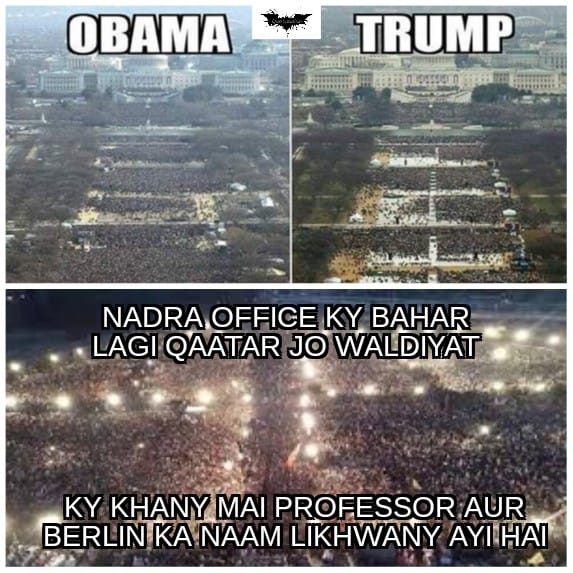 OBAMA
TRUMP
NADRA OFFICE KY BAHAR
LAGI QAATAR JO WALDIYAT
KY KHANY MAI PROFESSOR AUR
BERLIN KA NAAM LIKHWANY AYI HAI